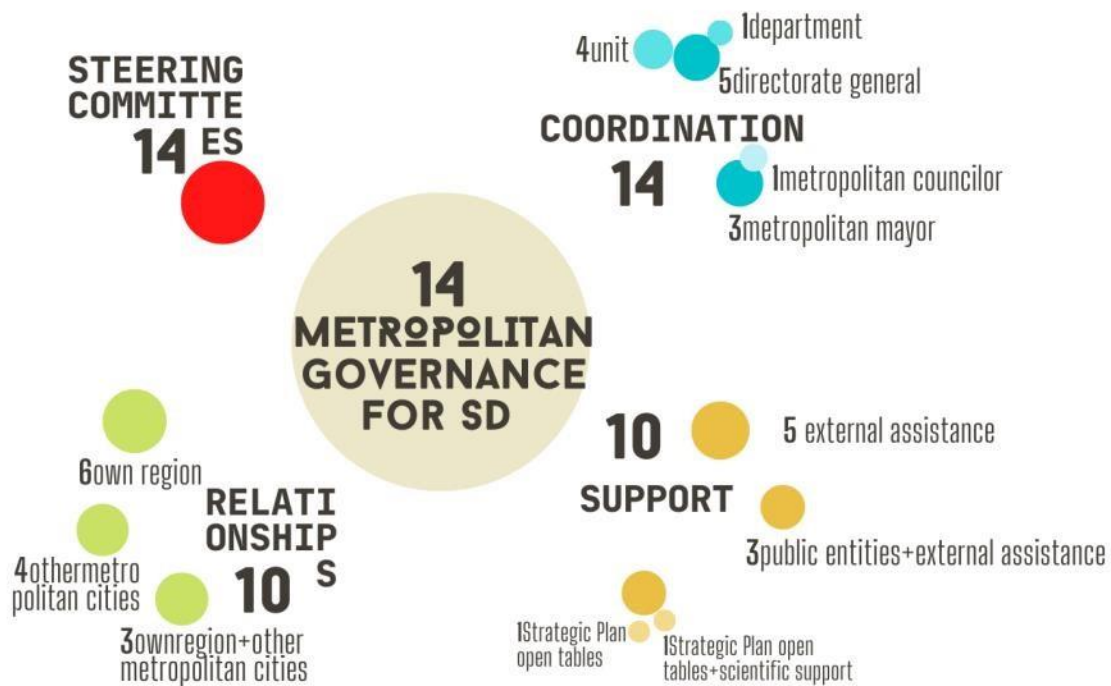 STEERING
COMMITTE
14 ES
4unit
1department
5directorate general
COORDINATION
14
1metropolitan councilor
3metropolitan mayor
14
METROPOLITAN
GOVERNANCE
FOR SD
6own region
RELATI
ONSHIP
S
10
4othermetro
politan cities
3ownregion+other
metropolitan cities
10
SUPPORT
5 external assistance
3public entities+external assistance
1Strategic Plan
open tables
1Strategic Plan open
tables+scientific support